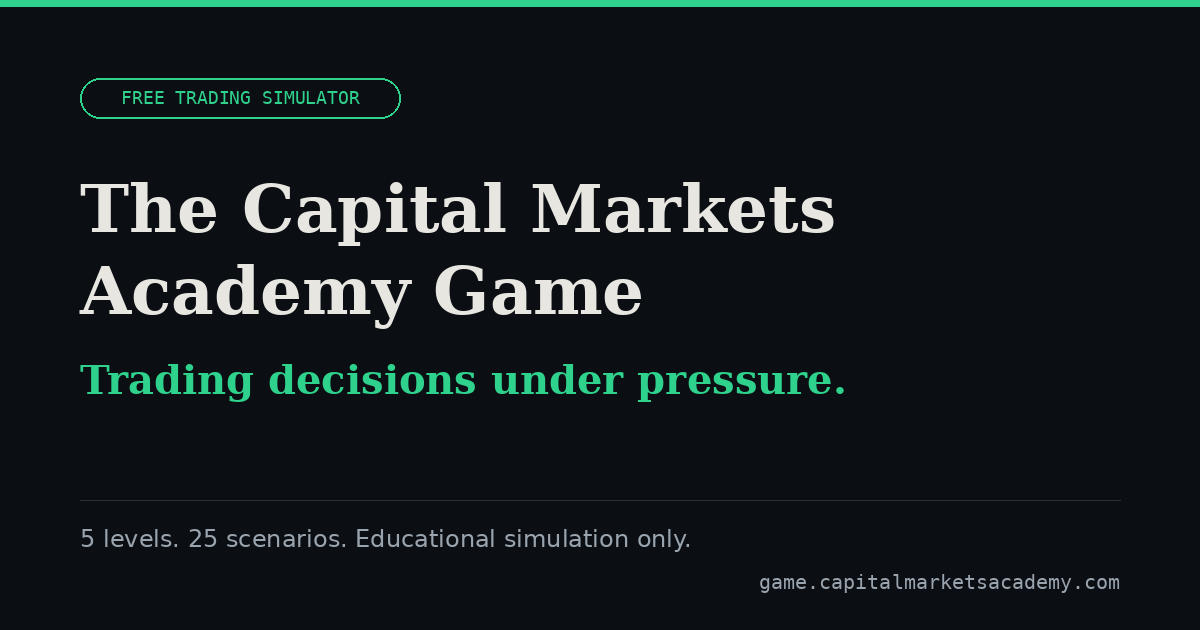 FREE TRADING SIMULATOR
The Capital Markets
Academy Game
Trading decisions under pressure.
5 levels. 25 scenarios. Educational simulation only.
game.capitalmarketsacademy.com